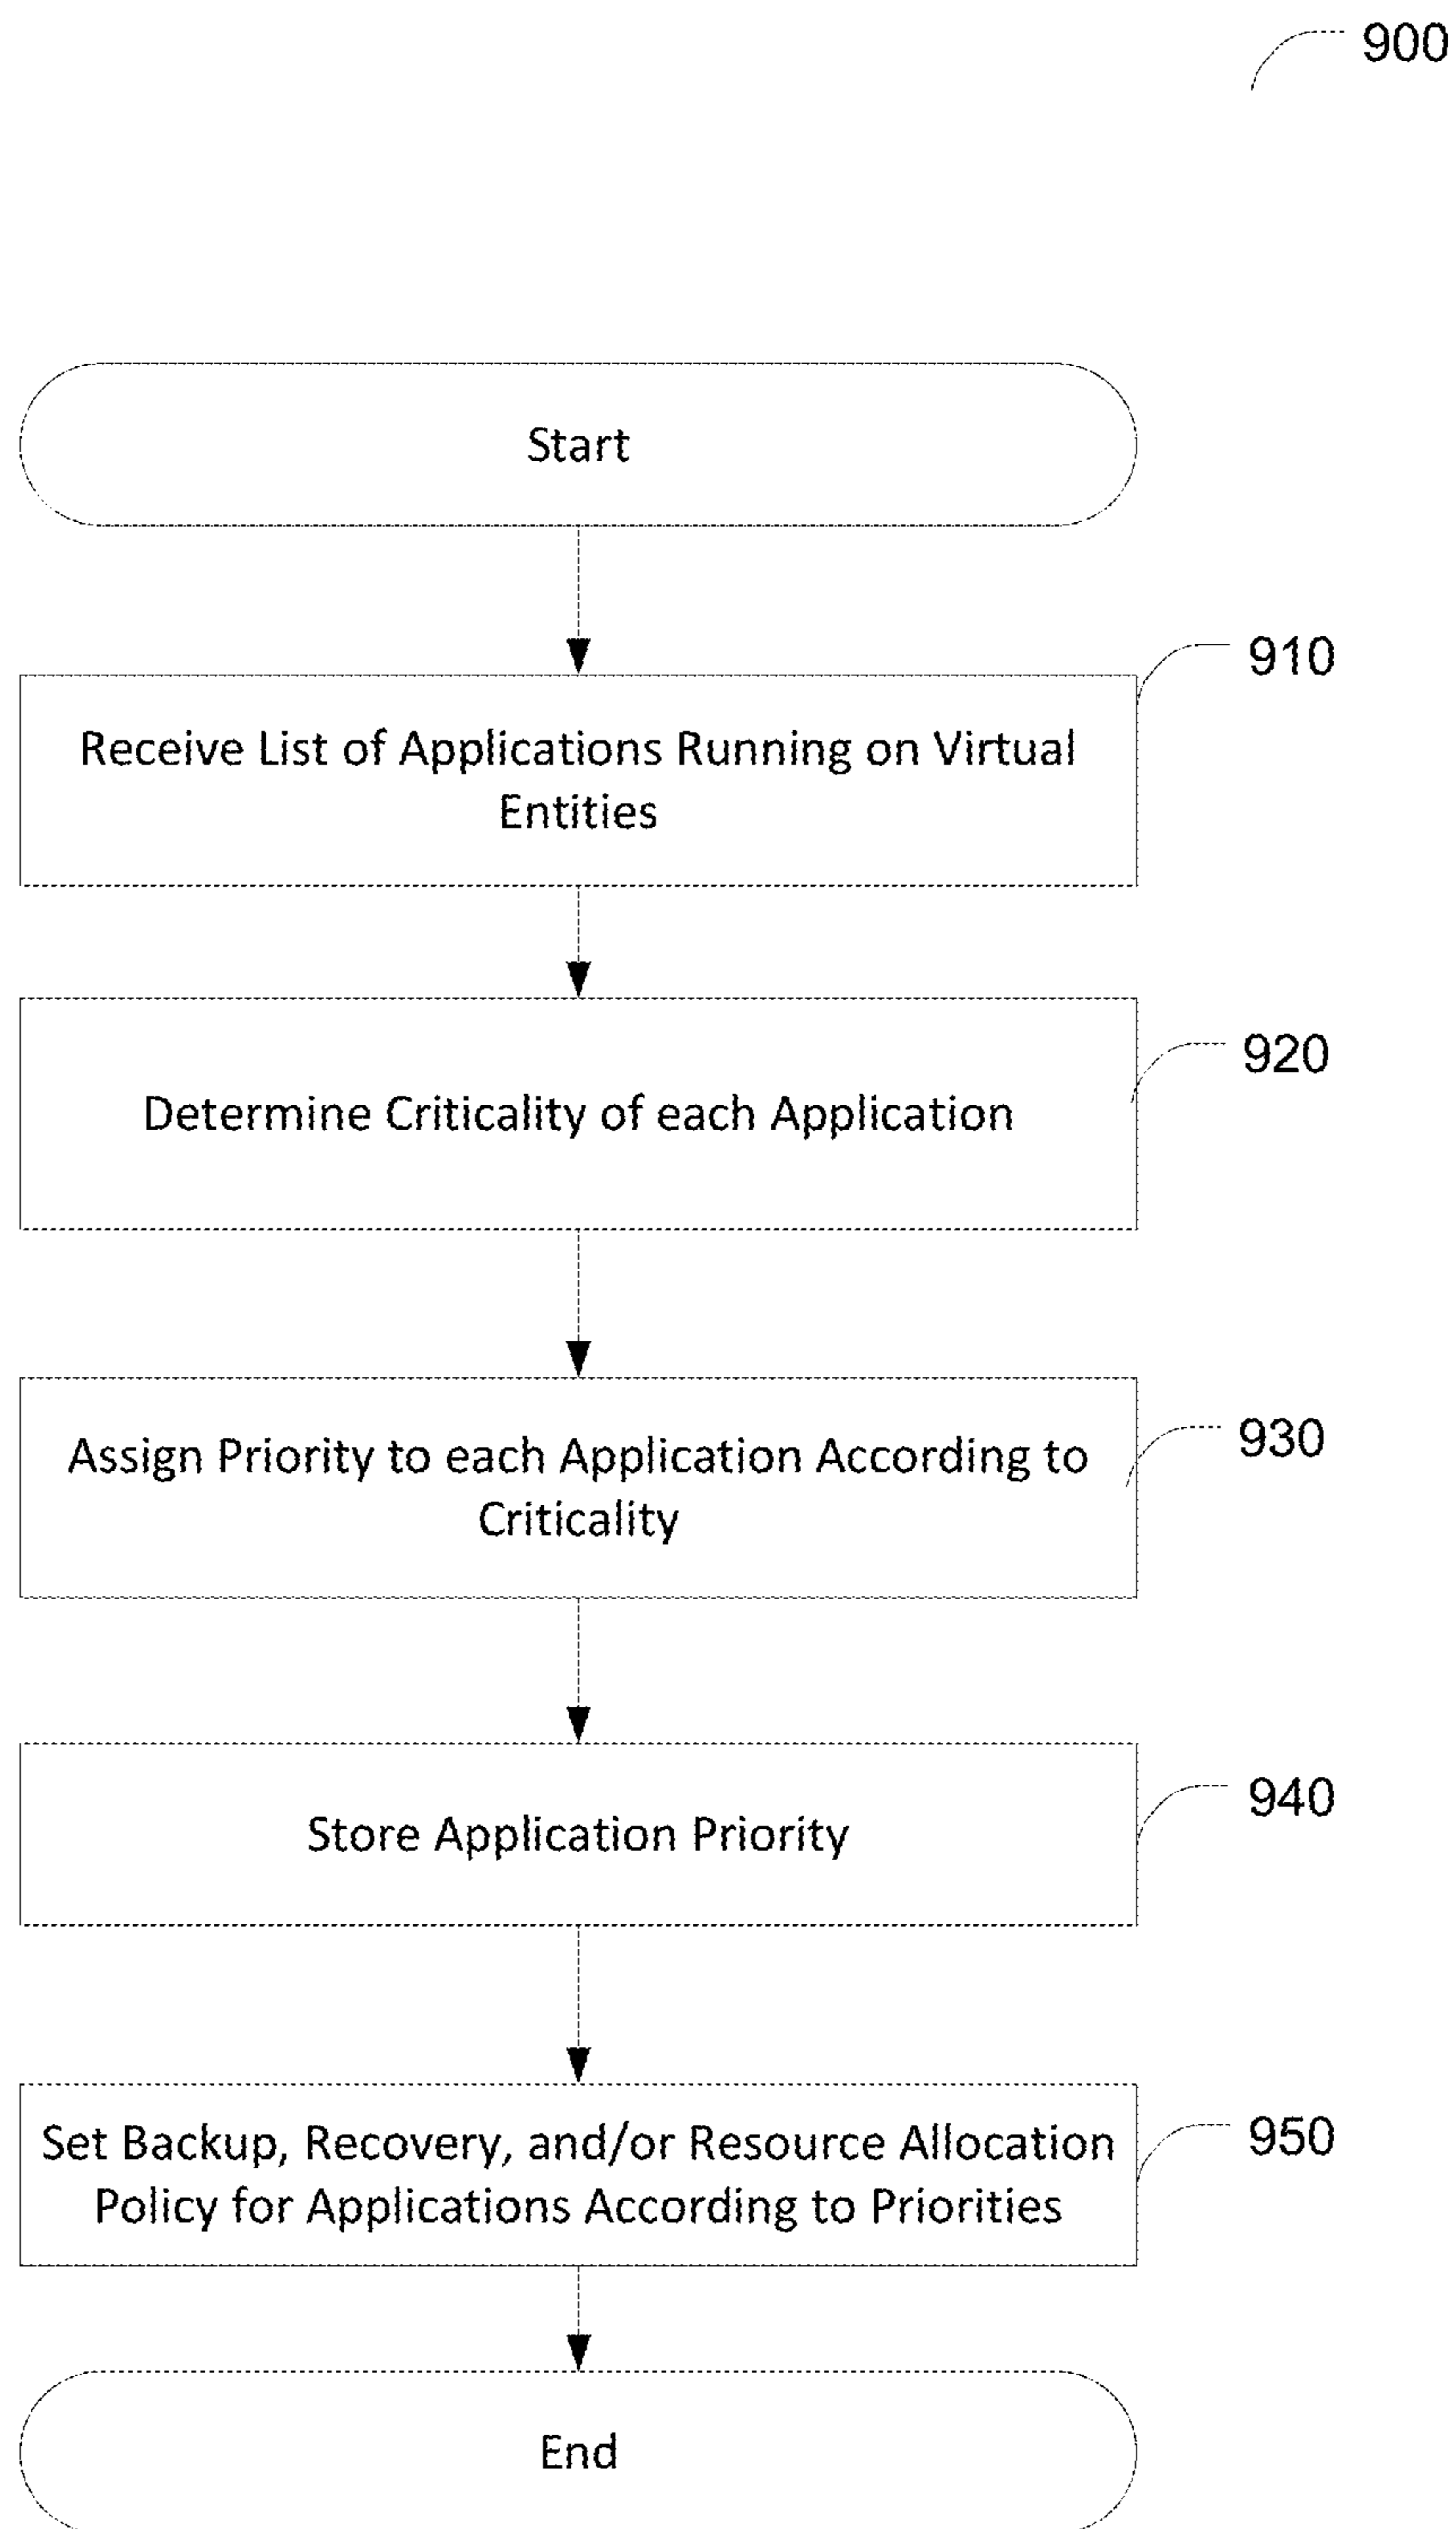 900
Start
910
Receive List of Applications Running on Virtual
Entities
920
Determine Criticality of each Application
930
Assign Priority to each Application According to
Criticality
940
Store Application Priority
950
Set Backup, Recovery, and/or Resource Allocation
Policy for Applications According to Priorities
End